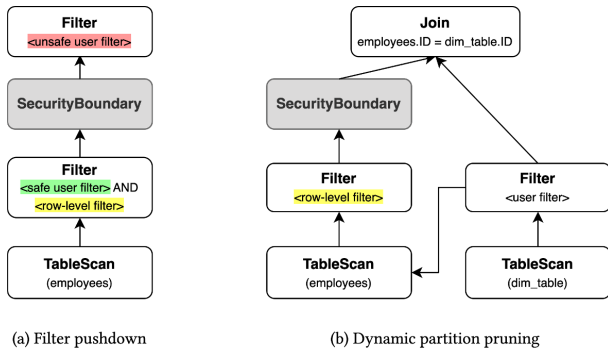 Filter
<unsafe user filter>
SecurityBoundary
Filter
<safe user filter> AND
<row-level filter>
TableScan
(employees)
(a) Filter pushdown
Join
employees.ID = dim_table.ID
SecurityBoundary
Filter
<row-level filter>
Filter
<user filter>
TableScan
(employees)
TableScan
(dim_table)
(b) Dynamic partition pruning